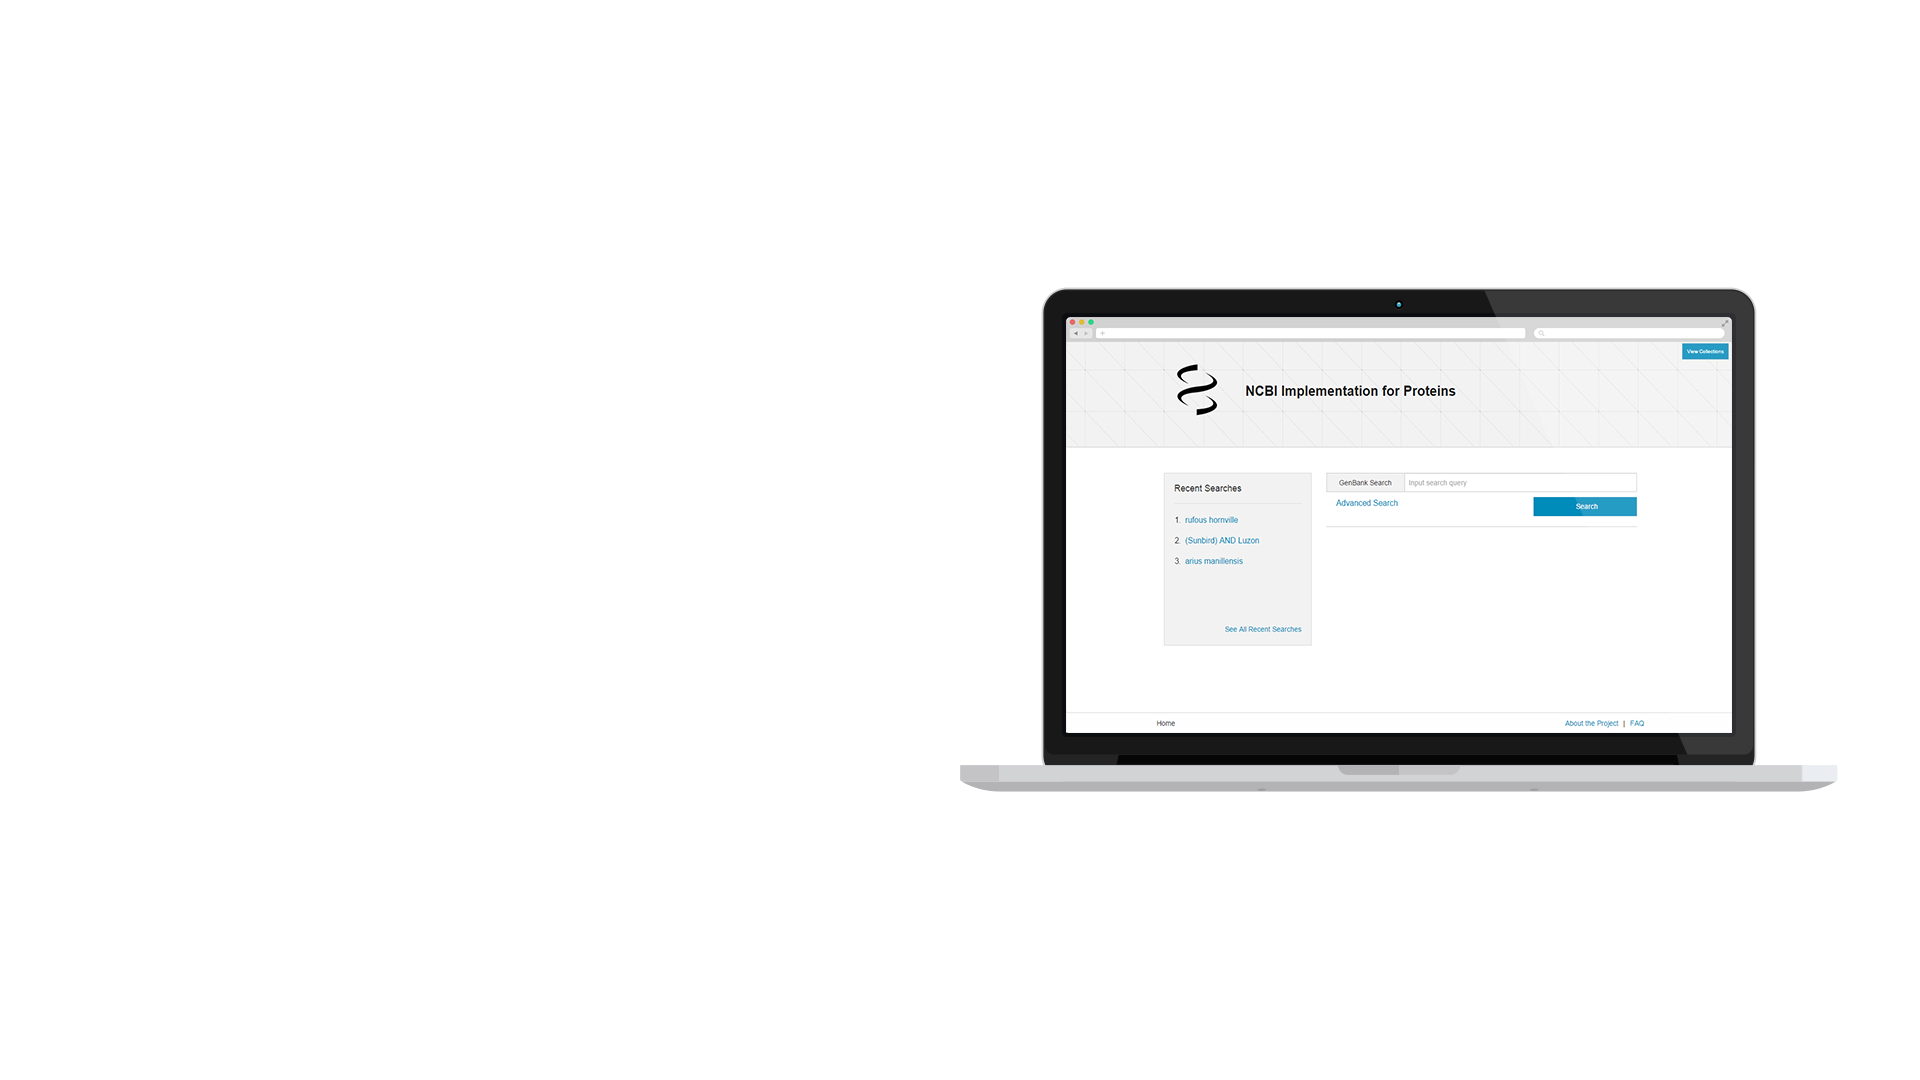 View Collections
NCBI Implementation for Proteins
Recent Searches
1. rufous hornville
2. (Sunbird) AND Luzon
3. arius manillensis
See All Recent Searches
GenBank Search
Input search query
Advanced Search
Search
Home
About the Project | FAQ